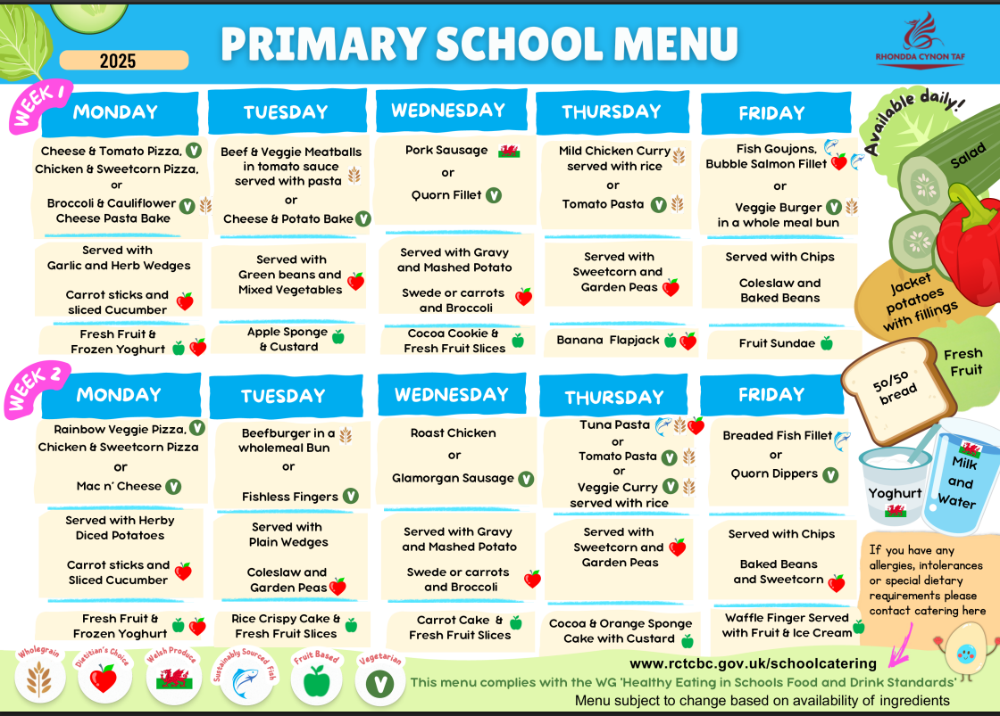 PRIMARY SCHOOL MENU
2025
RHONDDA CYNON TAF
WEEK 1
MONDAY
Cheese & Tomato Pizza, V
Chicken & Sweetcorn Pizza,
or
Broccoli & Cauliflower V
Cheese Pasta Bake
Served with
Garlic and Herb Wedges
Carrot sticks and
sliced Cucumber
Fresh Fruit &
Frozen Yoghurt
TUESDAY
Beef & Veggie Meatballs
in tomato sauce
served with pasta
or
Cheese & Potato Bake V
Served with
Green beans and
Mixed Vegetables
Apple Sponge
& Custard
WEDNESDAY
Pork Sausage
or
Quorn Fillet V
Served with Gravy
and Mashed Potato
Swede or carrots
and Broccoli
Cocoa Cookie &
Fresh Fruit Slices
THURSDAY
Mild Chicken Curry
served with rice
or
Tomato Pasta V
Served with
Sweetcorn and
Garden Peas
Banana Flapjack
FRIDAY
Fish Goujons,
Bubble Salmon Fillet
or
Veggie Burger V
in a whole meal bun
Served with Chips
Coleslaw and
Baked Beans
Fruit Sundae
WEEK 2
MONDAY
Rainbow Veggie Pizza, V
Chicken & Sweetcorn Pizza
or
Mac n' Cheese V
Served with Herby
Diced Potatoes
Carrot sticks and
Sliced Cucumber
Fresh Fruit &
Frozen Yoghurt
TUESDAY
Beefburger in a
wholemeal Bun
or
Fishless Fingers V
Served with
Plain Wedges
Coleslaw and
Garden Peas
Rice Crispy Cake &
Fresh Fruit Slices
WEDNESDAY
Roast Chicken
or
Glamorgan Sausage V
Served with Gravy
and Mashed Potato
Swede or carrots
and Broccoli
Carrot Cake &
Fresh Fruit Slices
THURSDAY
Tuna Pasta
or
Tomato Pasta V
or
Veggie Curry V
served with rice
Served with
Sweetcorn and
Garden Peas
Cocoa & Orange Sponge
Cake with Custard
FRIDAY
Breaded Fish Fillet
or
Quorn Dippers V
Served with Chips
Baked Beans
and Sweetcorn
Waffle Finger Served
with Fruit & Ice Cream
Available daily!
Salad
Jacket
potatoes
with fillings
Fresh
Fruit
50/50
bread
Milk
and
Water
Yoghurt
If you have any
allergies, intolerances
or special dietary
requirements please
contact catering here
Wholegrain
Dietitian's Choice
Welsh Produce
Sustainably Sourced Fish
Fruit Based
Vegetarian
V
www.rctcbc.gov.uk/schoolcatering
This menu complies with the WG 'Healthy Eating in Schools Food and Drink Standards'
Menu subject to change based on availability of ingredients